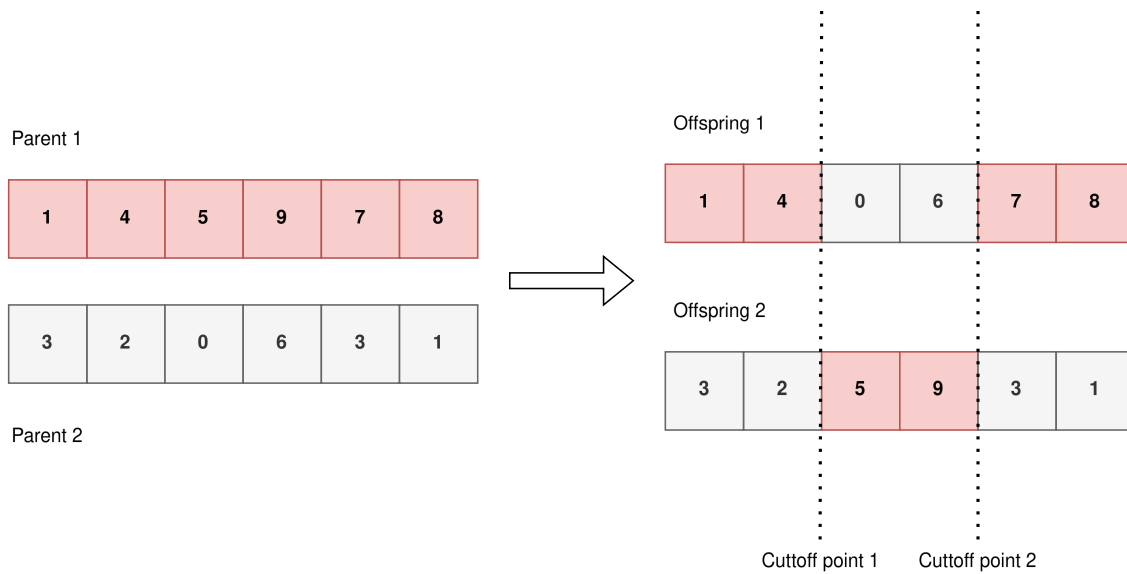 Parent 1
1 4 5 9 7 8
3 2 0 6 3 1
Parent 2
Offspring 1
1 4 0 6 7 8
Offspring 2
3 2 5 9 3 1
Cuttoff point 1
Cuttoff point 2